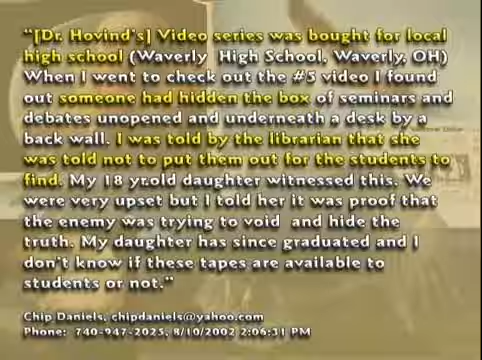 “[Dr. Hovind's] Video series was bought for local
high school (Waverly High School, Waverly, OH)
When I went to check out the #5 video I found
out someone had hidden the box of seminars and
debates unopened and underneath a desk by a
back wall. I was told by the librarian that she
was told not to put them out for the students to
find. My 18 yr.old daughter witnessed this. We
were very upset but I told her it was proof that
the enemy was trying to void and hide the
truth. My daughter has since graduated and I
don't know if these tapes are available to
students or not.”
Chip Daniels, chipdaniels@yahoo.com
Phone: 740-947-2025, 8/10/2002 2:06:31 PM